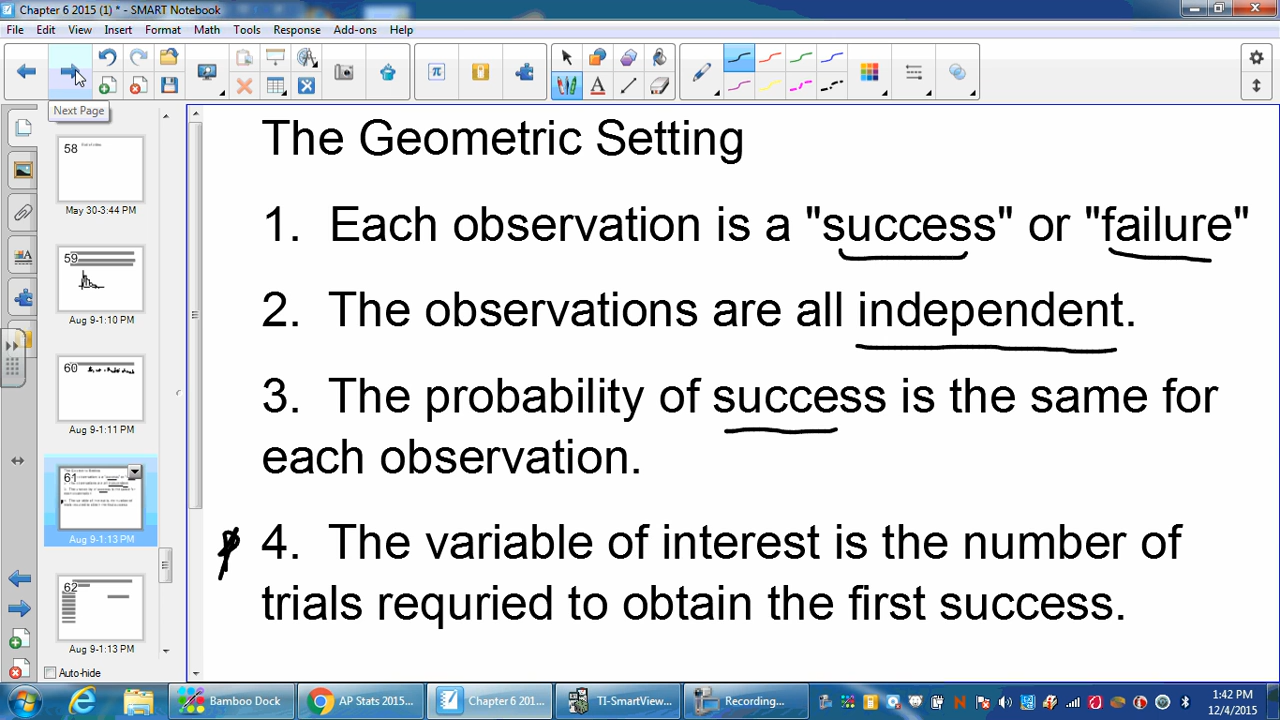 Chapter 6 2015 (1) * - SMART Notebook
File Edit View Insert Format Math Tools Response Add-ons Help
Next Page
58
End of video
May 30-3:44 PM
59
Aug 9-1:10 PM
60
Aug 9-1:11 PM
61
Aug 9-1:13 PM
62
Aug 9-1:13 PM
Auto-hide
The Geometric Setting
1. Each observation is a "success" or "failure"
2. The observations are all independent.
3. The probability of success is the same for
each observation.
4. The variable of interest is the number of
trials requried to obtain the first success.
Bamboo Dock
AP Stats 2015...
Chapter 6 201...
TI-SmartView...
Recording...
1:42 PM
12/4/2015